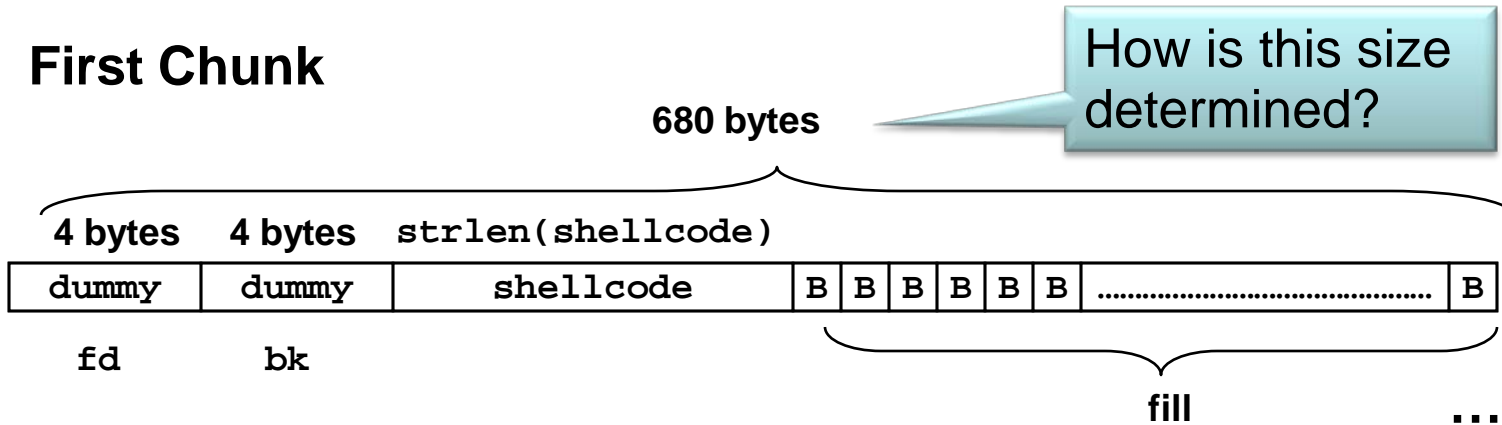 First Chunk
How is this size
determined?
680 bytes
4 bytes 4 bytes strlen(shellcode)
dummy dummy shellcode B B B B B B ............................................ B
fd bk
fill ...